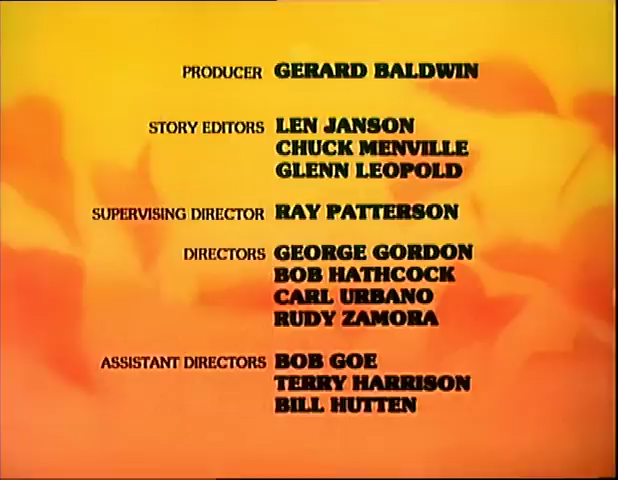 PRODUCER GERARD BALDWIN
STORY EDITORS LEN JANSON
CHUCK MENVILLE
GLENN LEOPOLD
SUPERVISING DIRECTOR RAY PATTERSON
DIRECTORS GEORGE GORDON
BOB HATHCOCK
CARL URBANO
RUDY ZAMORA
ASSISTANT DIRECTORS BOB GOE
TERRY HARRISON
BILL HUTTEN